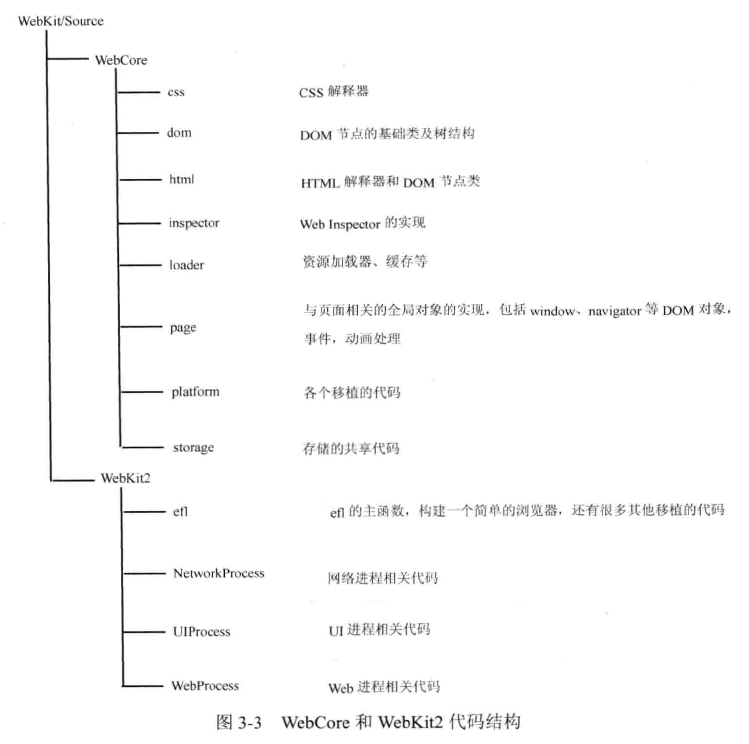 WebKit/Source
WebCore
css CSS 解释器
dom DOM 节点的基础类及树结构
html HTML 解释器和 DOM 节点类
inspector Web Inspector 的实现
loader 资源加载器、缓存等
page 与页面相关的全局对象的实现，包括 window、navigator 等 DOM 对象，
事件，动画处理
platform 各个移植的代码
storage 存储的共享代码
WebKit2
efl efl 的主函数，构建一个简单的浏览器，还有很多其他移植的代码
NetworkProcess 网络进程相关代码
UIProcess UI 进程相关代码
WebProcess Web 进程相关代码
图 3-3 WebCore 和 WebKit2 代码结构